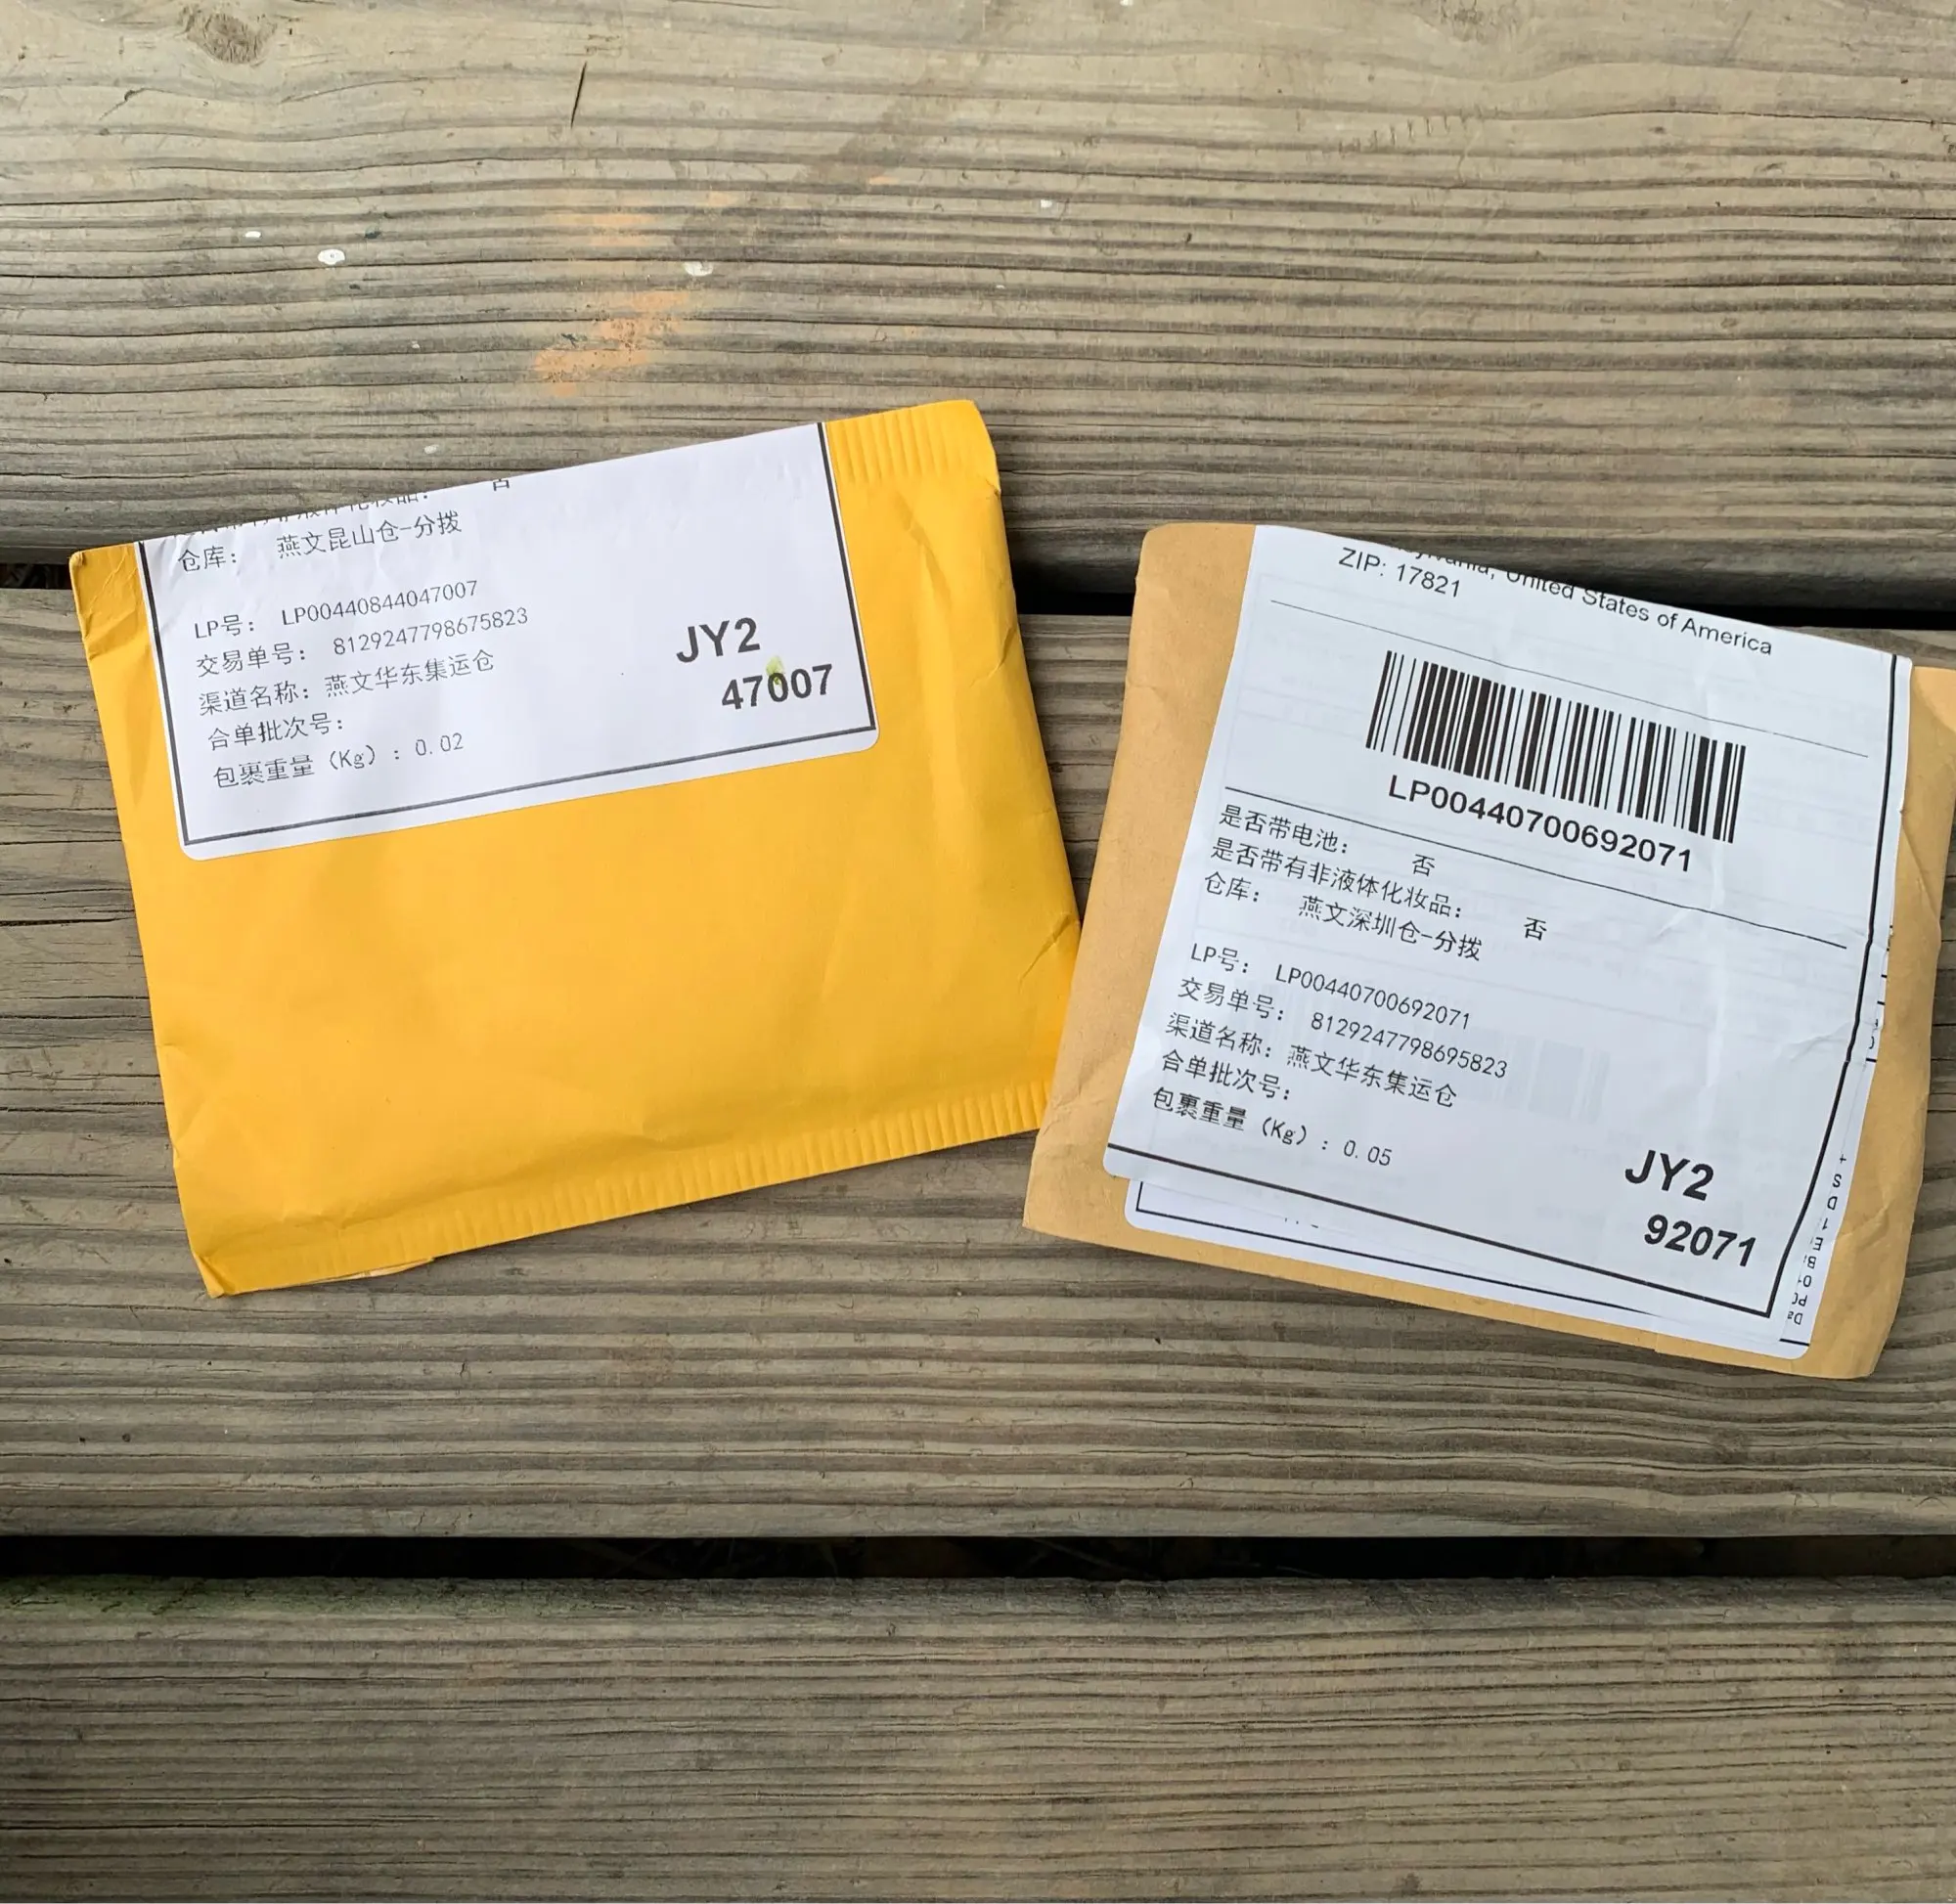 否
仓库： 燕文昆山仓-分拨
LP号： LP00440844047007
交易单号： 8129247798675823
渠道名称：燕文华东集运仓
合单批次号：
包裹重量（Kg）：0.02
JY2
47007
United States of America
ZIP: 17821
LP00440700692071
是否带电池： 否
是否带有非液体化妆品： 否
仓库： 燕文深圳仓-分拨
LP号： LP00440700692071
交易单号： 8129247798695823
渠道名称：燕文华东集运仓
合单批次号：
包裹重量（Kg）：0.05
JY2
92071